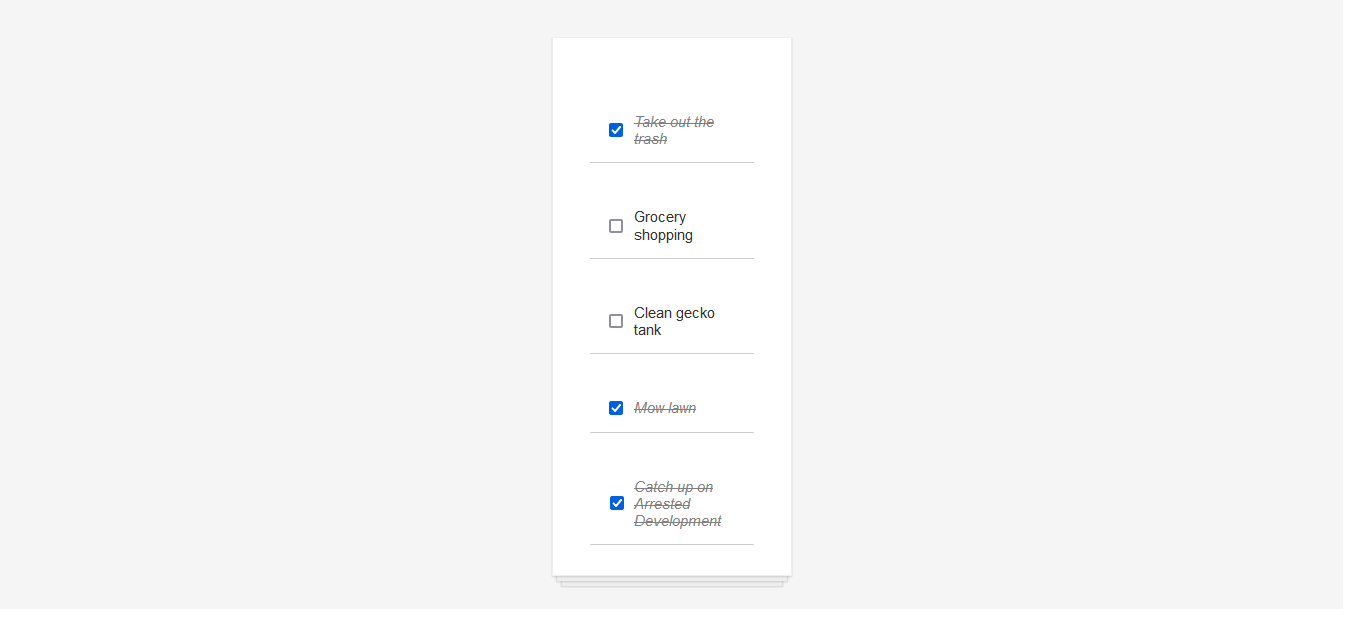 Take out the
trash
Grocery
shopping
Clean gecko
tank
Mow lawn
Catch up on
Arrested
Development